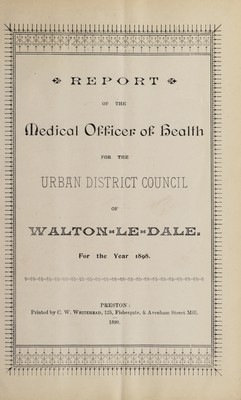 REPORT
OF THE
Medical Officer of Health
FOR THE
URBAN DISTRICT COUNCIL
OF
WALTON-LE-DALE.
For the Year 1898.
PRESTON:
Printed by C. W. WHITEHEAD, 125, Fishergate, & Avenham Street Mill.
1899.